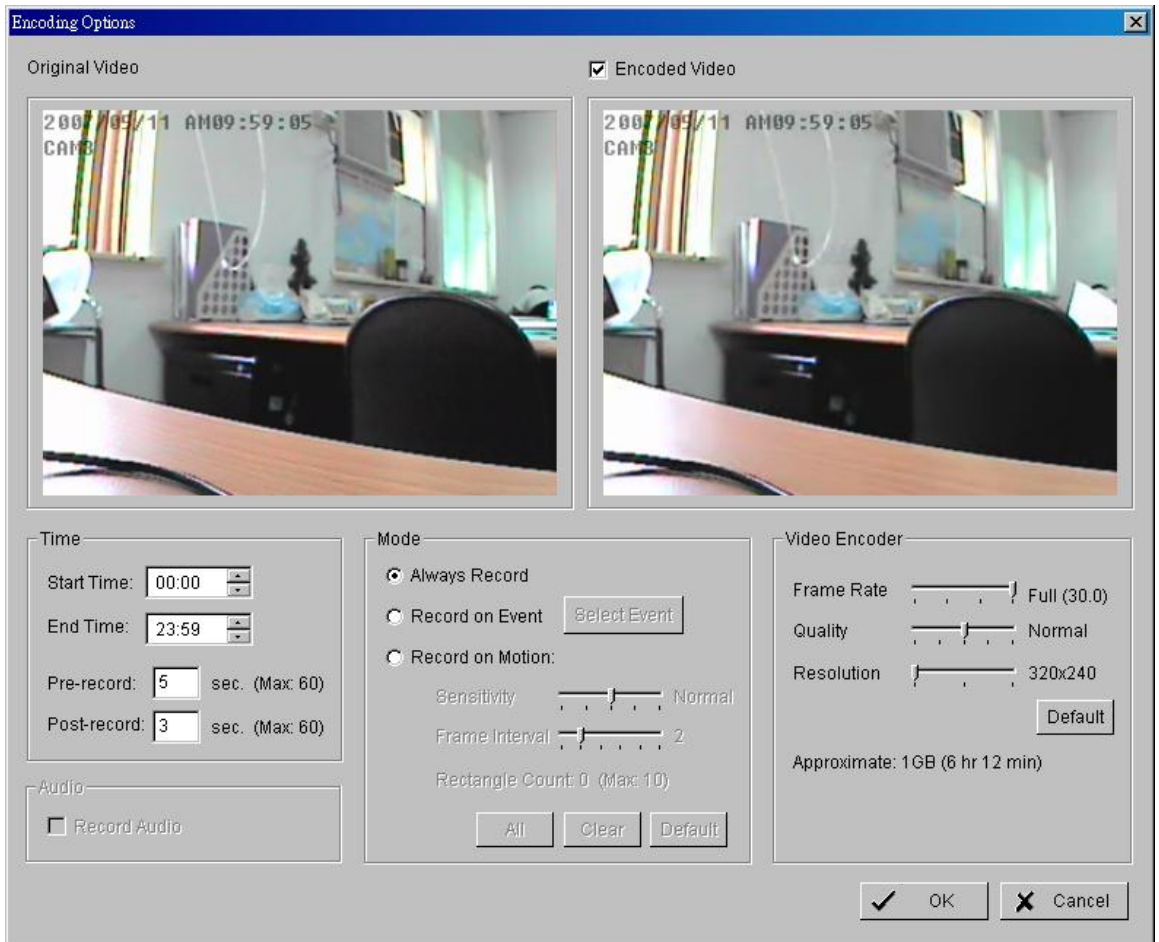 Encoding Options
Original Video
Encoded Video
2007/05/11 AM09:59:05
CAM3
2007/05/11 AM09:59:05
CAM3
Time
Start Time: 00:00
End Time: 23:59
Pre-record: 5 sec. (Max: 60)
Post-record: 3 sec. (Max: 60)
Audio
Record Audio
Mode
Always Record
Record on Event Select Event
Record on Motion:
Sensitivity Normal
Frame Interval 2
Rectangle Count: 0 (Max: 10)
All Clear Default
Video Encoder
Frame Rate Full (30.0)
Quality Normal
Resolution 320x240
Default
Approximate: 1GB (6 hr 12 min)
OK Cancel